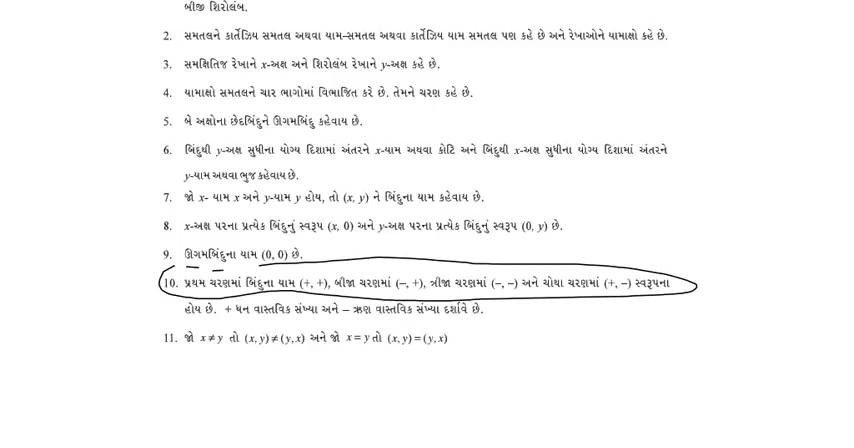 બીજી શિરોલંબ.
2. સમતલને કાર્તેઝિય સમતલ અથવા યામ–સમતલ અથવા કાર્તેઝિય યામ સમતલ પણ કહે છે અને રેખાઓને યામાક્ષો કહે છે.
3. સમક્ષિતિજ રેખાને x-અક્ષ અને શિરોલંબ રેખાને y-અક્ષ કહે છે.
4. યામાક્ષો સમતલને ચાર ભાગોમાં વિભાજિત કરે છે. તેમને ચરણ કહે છે.
5. બે અક્ષોના છેદબિંદુને ઊગમબિંદુ કહેવાય છે.
6. બિંદુથી y-અક્ષ સુધીના યોગ્ય દિશામાં અંતરને x-યામ અથવા કોટિ અને બિંદુથી x-અક્ષ સુધીના યોગ્ય દિશામાં અંતરને
y-યામ અથવા ભુજ કહેવાય છે.
7. જો x- યામ x અને y-યામ y હોય, તો (x, y) ને બિંદુના યામ કહેવાય છે.
8. x-અક્ષ પરના પ્રત્યેક બિંદુનું સ્વરૂપ (x, 0) અને y-અક્ષ પરના પ્રત્યેક બિંદુનું સ્વરૂપ (0, y) છે.
9. ઊગમબિંદુના યામ (0, 0) છે.
10. પ્રથમ ચરણમાં બિંદુના યામ (+, +), બીજા ચરણમાં (–, +), ત્રીજા ચરણમાં (–, –) અને ચોથા ચરણમાં (+, –) સ્વરૂપના
હોય છે. + ધન વાસ્તવિક સંખ્યા અને – ઋણ વાસ્તવિક સંખ્યા દર્શાવે છે.
11. જો x ≠ y તો (x, y) ≠ (y, x) અને જો x = y તો (x, y) = (y, x)